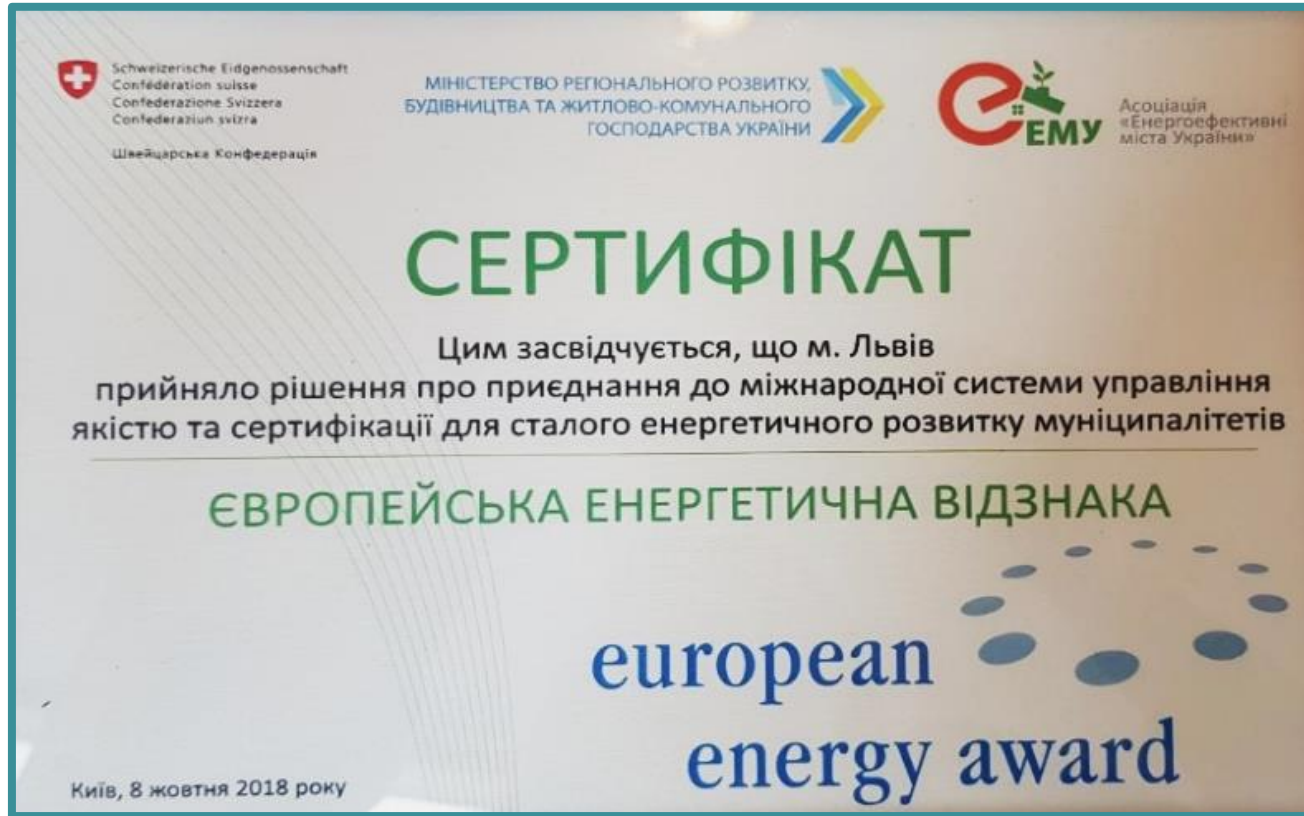 Schweizerische Eidgenossenschaft
Confédération suisse
Confederazione Svizzera
Confederaziun svizra
Швейцарська Конфедерація
МІНІСТЕРСТВО РЕГІОНАЛЬНОГО РОЗВИТКУ,
БУДІВНИЦТВА ТА ЖИТЛОВО-КОМУНАЛЬНОГО
ГОСПОДАРСТВА УКРАЇНИ
еЕМУ
Асоціація
«Енергоефективні
міста України»
СЕРТИФІКАТ
Цим засвідчується, що м. Львів
прийняло рішення про приєднання до міжнародної системи управління
якістю та сертифікації для сталого енергетичного розвитку муніципалітетів
ЄВРОПЕЙСЬКА ЕНЕРГЕТИЧНА ВІДЗНАКА
european
energy award
Київ, 8 жовтня 2018 року